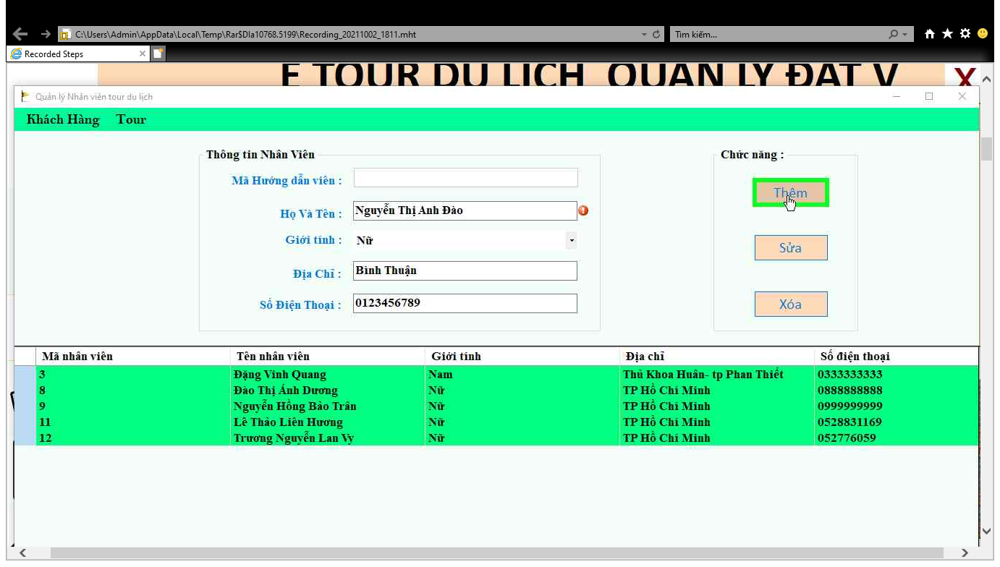 C:\Users\Admin\AppData\Local\Temp\Rar$DIa10768.5199\Recording_20211002_1811.mht
Tìm kiếm...
Recorded Steps
E TOUR DU LỊCH QUẢN LÝ ĐẶT V X
Quản lý Nhân viên tour du lịch
Khách Hàng Tour
Thông tin Nhân Viên
Mã Hướng dẫn viên :
Họ Và Tên : Nguyễn Thị Anh Đào
Giới tính : Nữ
Địa Chỉ : Bình Thuận
Số Điện Thoại : 0123456789
Chức năng :
Thêm
Sửa
Xóa
Mã nhân viên Tên nhân viên Giới tính Địa chỉ Số điện thoại
3 Đặng Vinh Quang Nam Thủ Khoa Huân- tp Phan Thiết 0333333333
8 Đào Thị Ánh Dương Nữ TP Hồ Chí Minh 0888888888
9 Nguyễn Hồng Bảo Trân Nữ TP Hồ Chí Minh 0999999999
11 Lê Thảo Liên Hương Nữ TP Hồ Chí Minh 0528831169
12 Trương Nguyễn Lan Vy Nữ TP Hồ Chí Minh 052776059